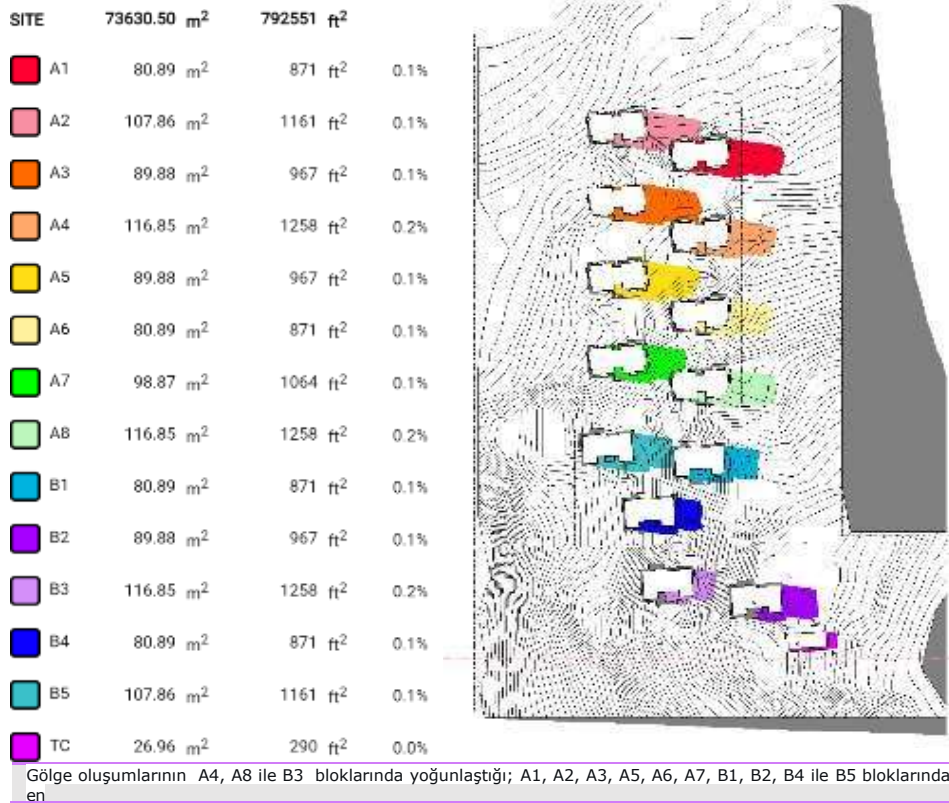 SITE 73630.50 m² 792551 ft²
A1 80.89 m² 871 ft² 0.1%
A2 107.86 m² 1161 ft² 0.1%
A3 89.88 m² 967 ft² 0.1%
A4 116.85 m² 1258 ft² 0.2%
A5 89.88 m² 967 ft² 0.1%
A6 80.89 m² 871 ft² 0.1%
A7 98.87 m² 1064 ft² 0.1%
A8 116.85 m² 1258 ft² 0.2%
B1 80.89 m² 871 ft² 0.1%
B2 89.88 m² 967 ft² 0.1%
B3 116.85 m² 1258 ft² 0.2%
B4 80.89 m² 871 ft² 0.1%
B5 107.86 m² 1161 ft² 0.1%
TC 26.96 m² 290 ft² 0.0%
Gölge oluşumlarının A4, A8 ile B3 bloklarında yoğunlaştığı; A1, A2, A3, A5, A6, A7, B1, B2, B4 ile B5 bloklarında
en